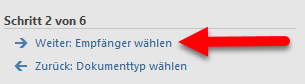 Schritt 2 von 6
Weiter: Empfänger wählen
Zurück: Dokumenttyp wählen